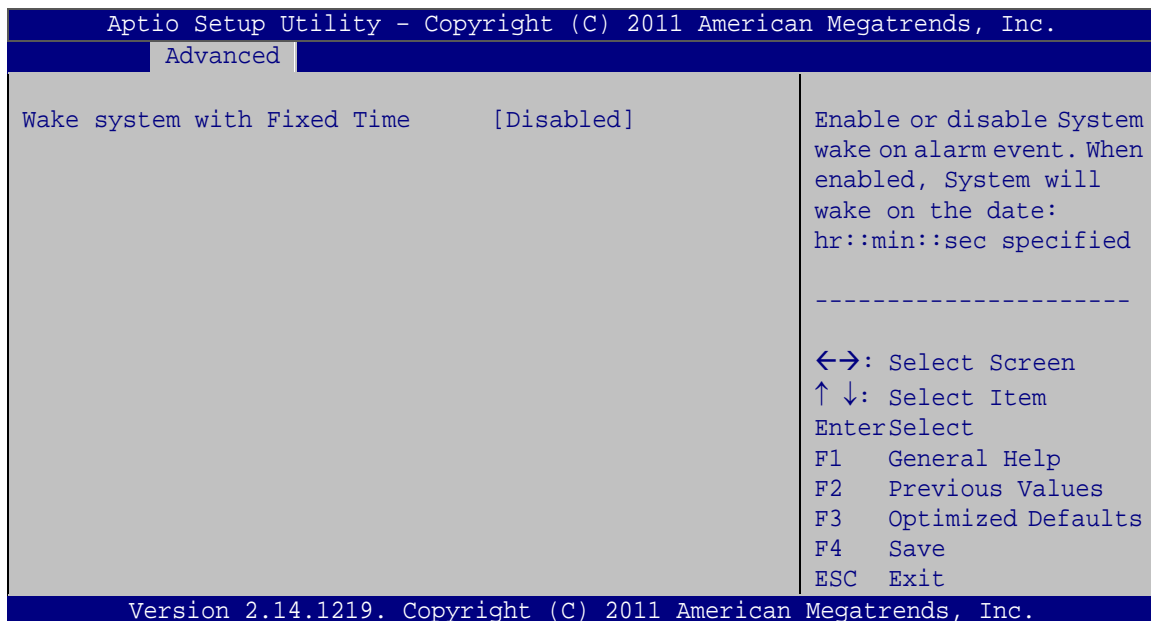 Aptio Setup Utility – Copyright (C) 2011 American Megatrends, Inc.
Advanced
Wake system with Fixed Time [Disabled]
Enable or disable System
wake on alarm event. When
enabled, System will
wake on the date:
hr::min::sec specified
----------------------
←→: Select Screen
↑ ↓: Select Item
EnterSelect
F1 General Help
F2 Previous Values
F3 Optimized Defaults
F4 Save
ESC Exit
Version 2.14.1219. Copyright (C) 2011 American Megatrends, Inc.